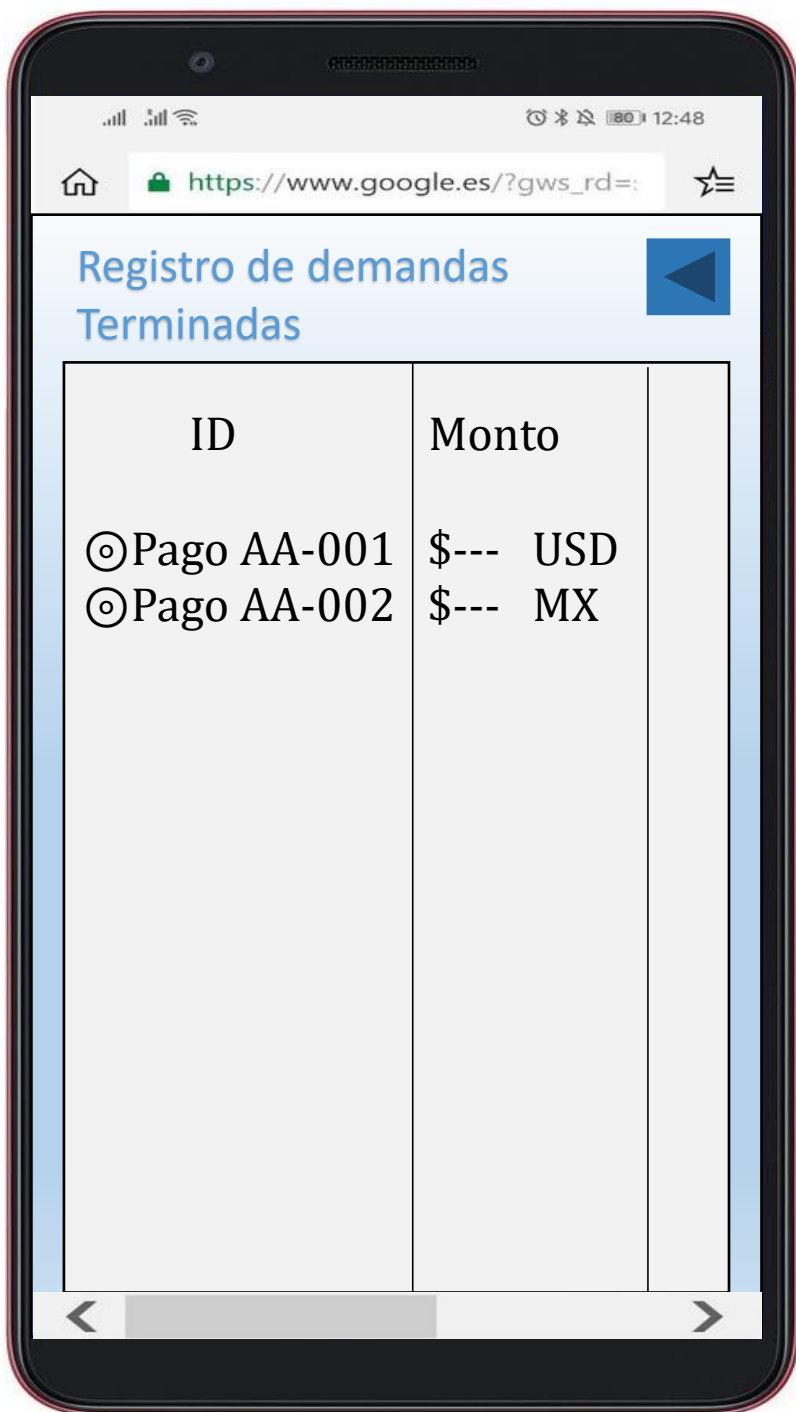 80 12:48
https://www.google.es/?gws_rd=:
Registro de demandas
Terminadas
ID Monto
Pago AA-001 $--- USD
Pago AA-002 $--- MX